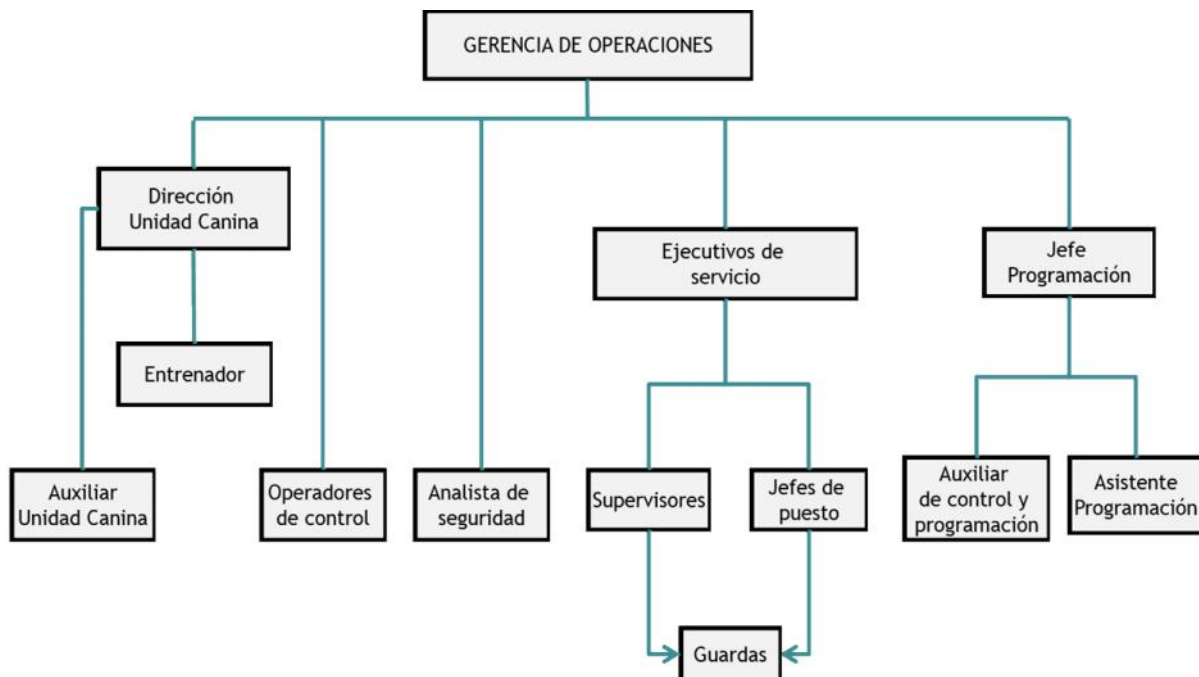 GERENCIA DE OPERACIONES
Dirección
Unidad Canina
Ejecutivos de
servicio
Jefe
Programación
Entrenador
Auxiliar
Unidad Canina
Operadores
de control
Analista de
seguridad
Supervisores
Jefes de
puesto
Auxiliar
de control y
programación
Asistente
Programación
Guardas